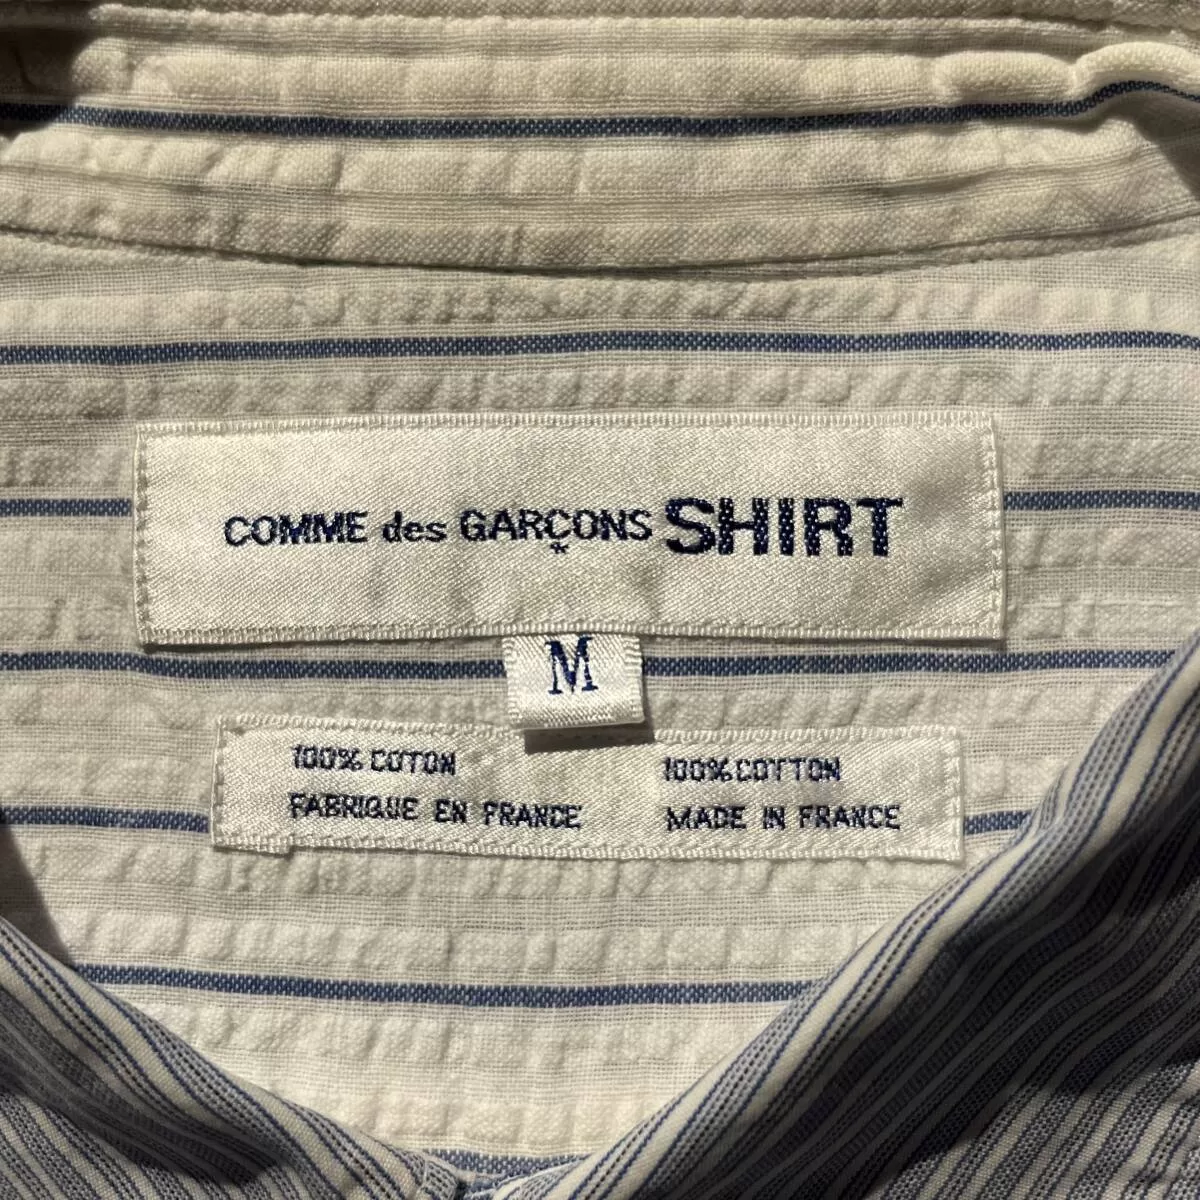 COMME des GARÇONS SHIRT
*
M
100% COTON
FABRIQUE EN FRANCE
100% COTTON
MADE IN FRANCE